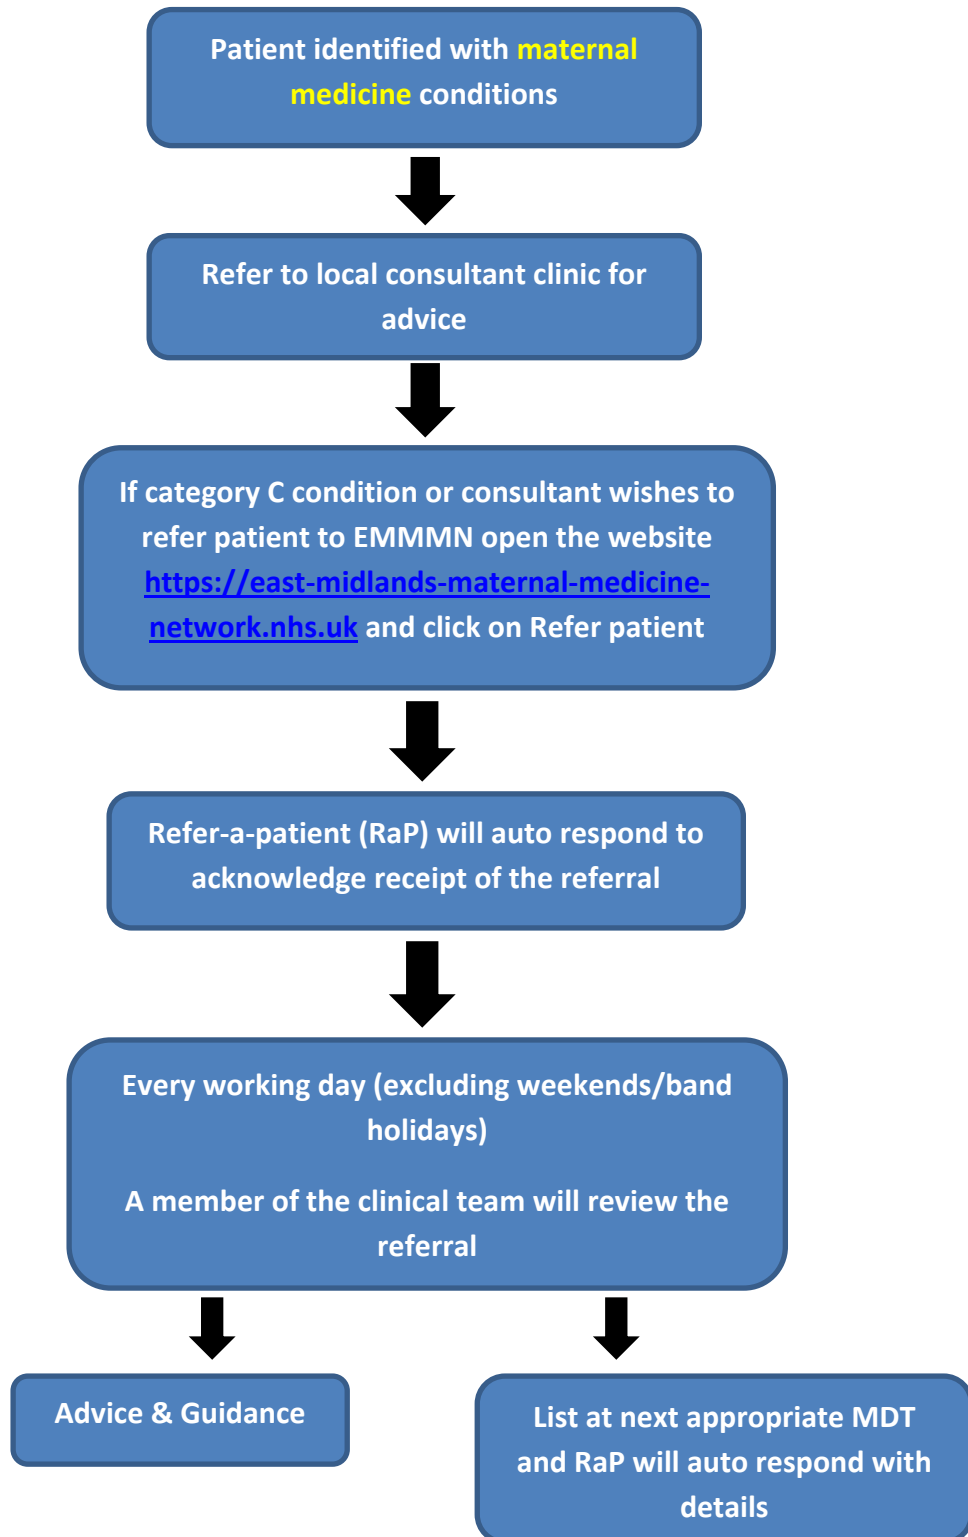 Patient identified with maternal
medicine conditions
Refer to local consultant clinic for
advice
If category C condition or consultant wishes to
refer patient to EMMMN open the website
https://east-midlands-maternal-medicine-
network.nhs.uk and click on Refer patient
Refer-a-patient (RaP) will auto respond to
acknowledge receipt of the referral
Every working day (excluding weekends/band
holidays)
A member of the clinical team will review the
referral
Advice & Guidance
List at next appropriate MDT
and RaP will auto respond with
details